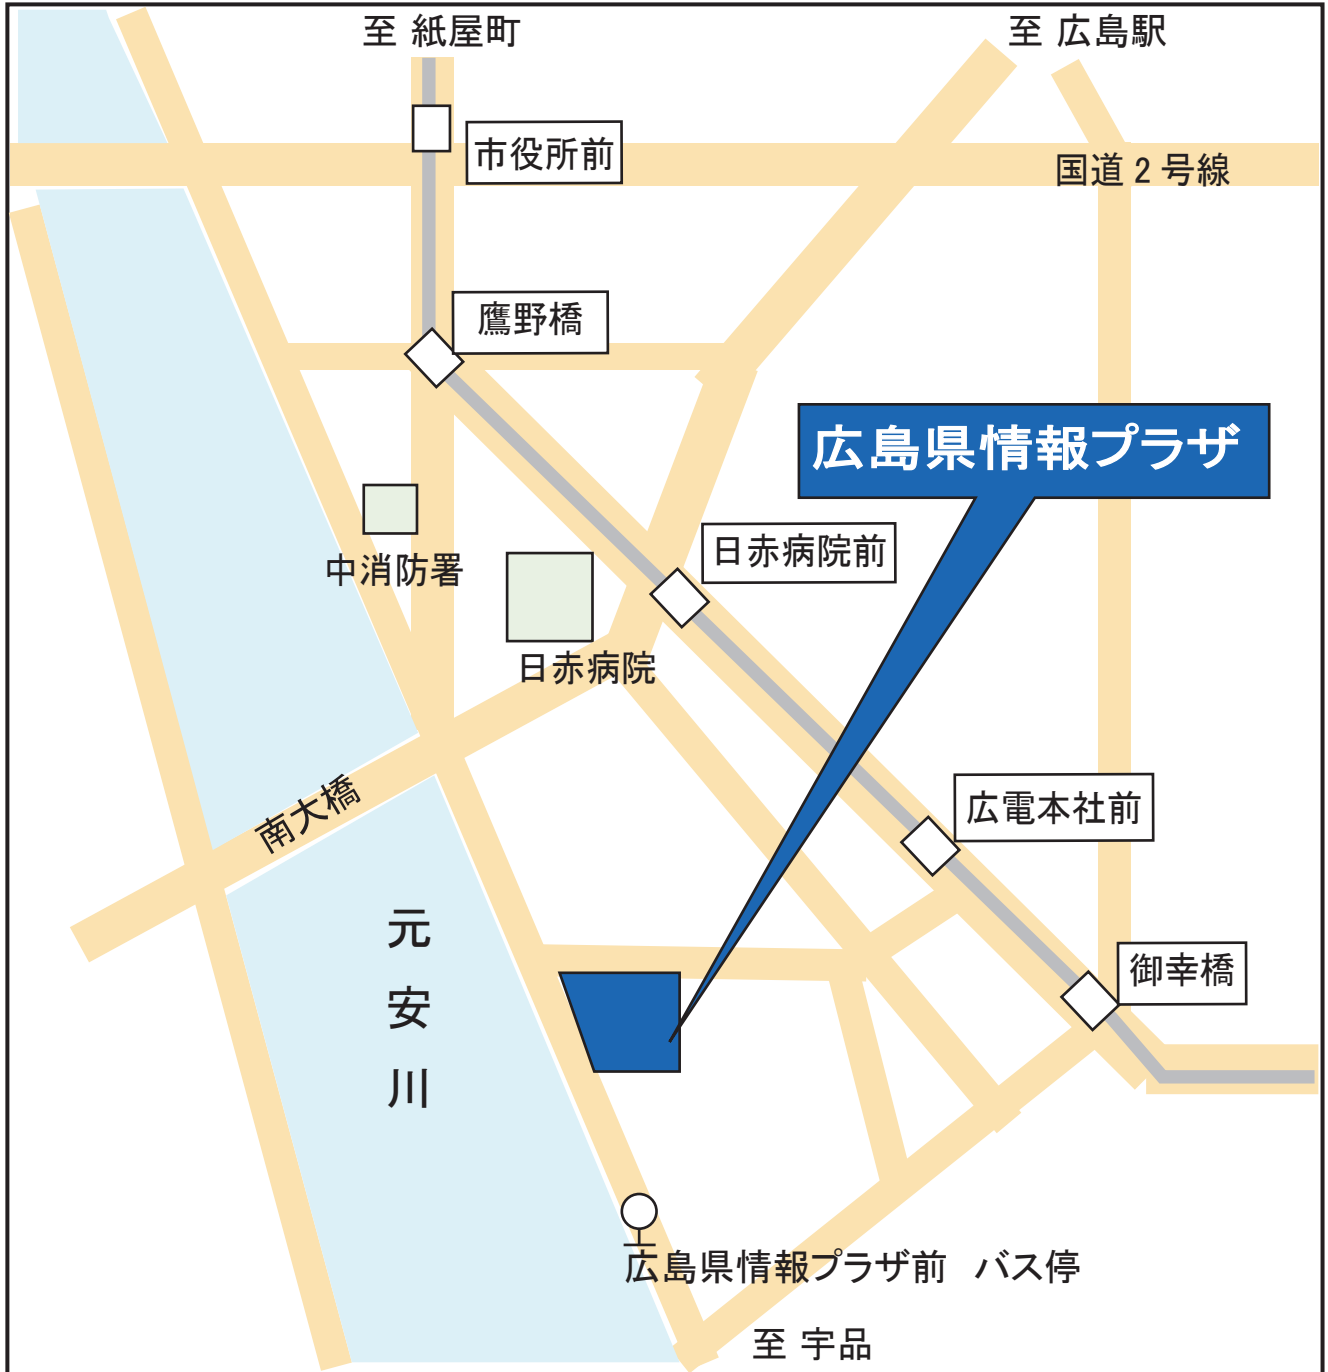 至 紙屋町
至 広島駅
市役所前
国道 2 号線
鷹野橋
広島県情報プラザ
日赤病院前
中消防署
日赤病院
南大橋
広電本社前
元安川
御幸橋
広島県情報プラザ前 バス停
至 宇品